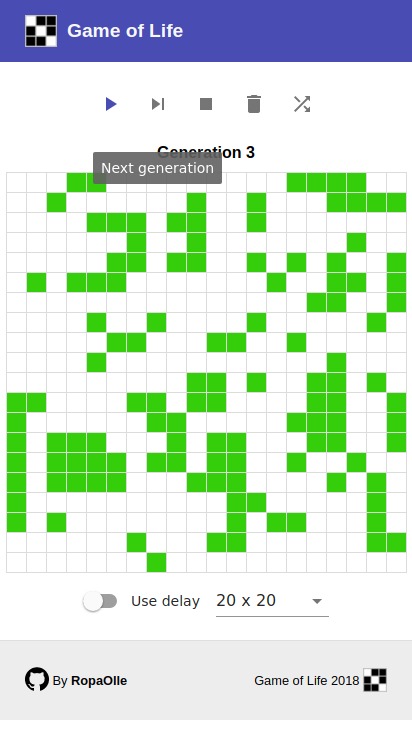 Game of Life
Generation 3
Next generation
Use delay
20 x 20
By RopaOlle
Game of Life 2018